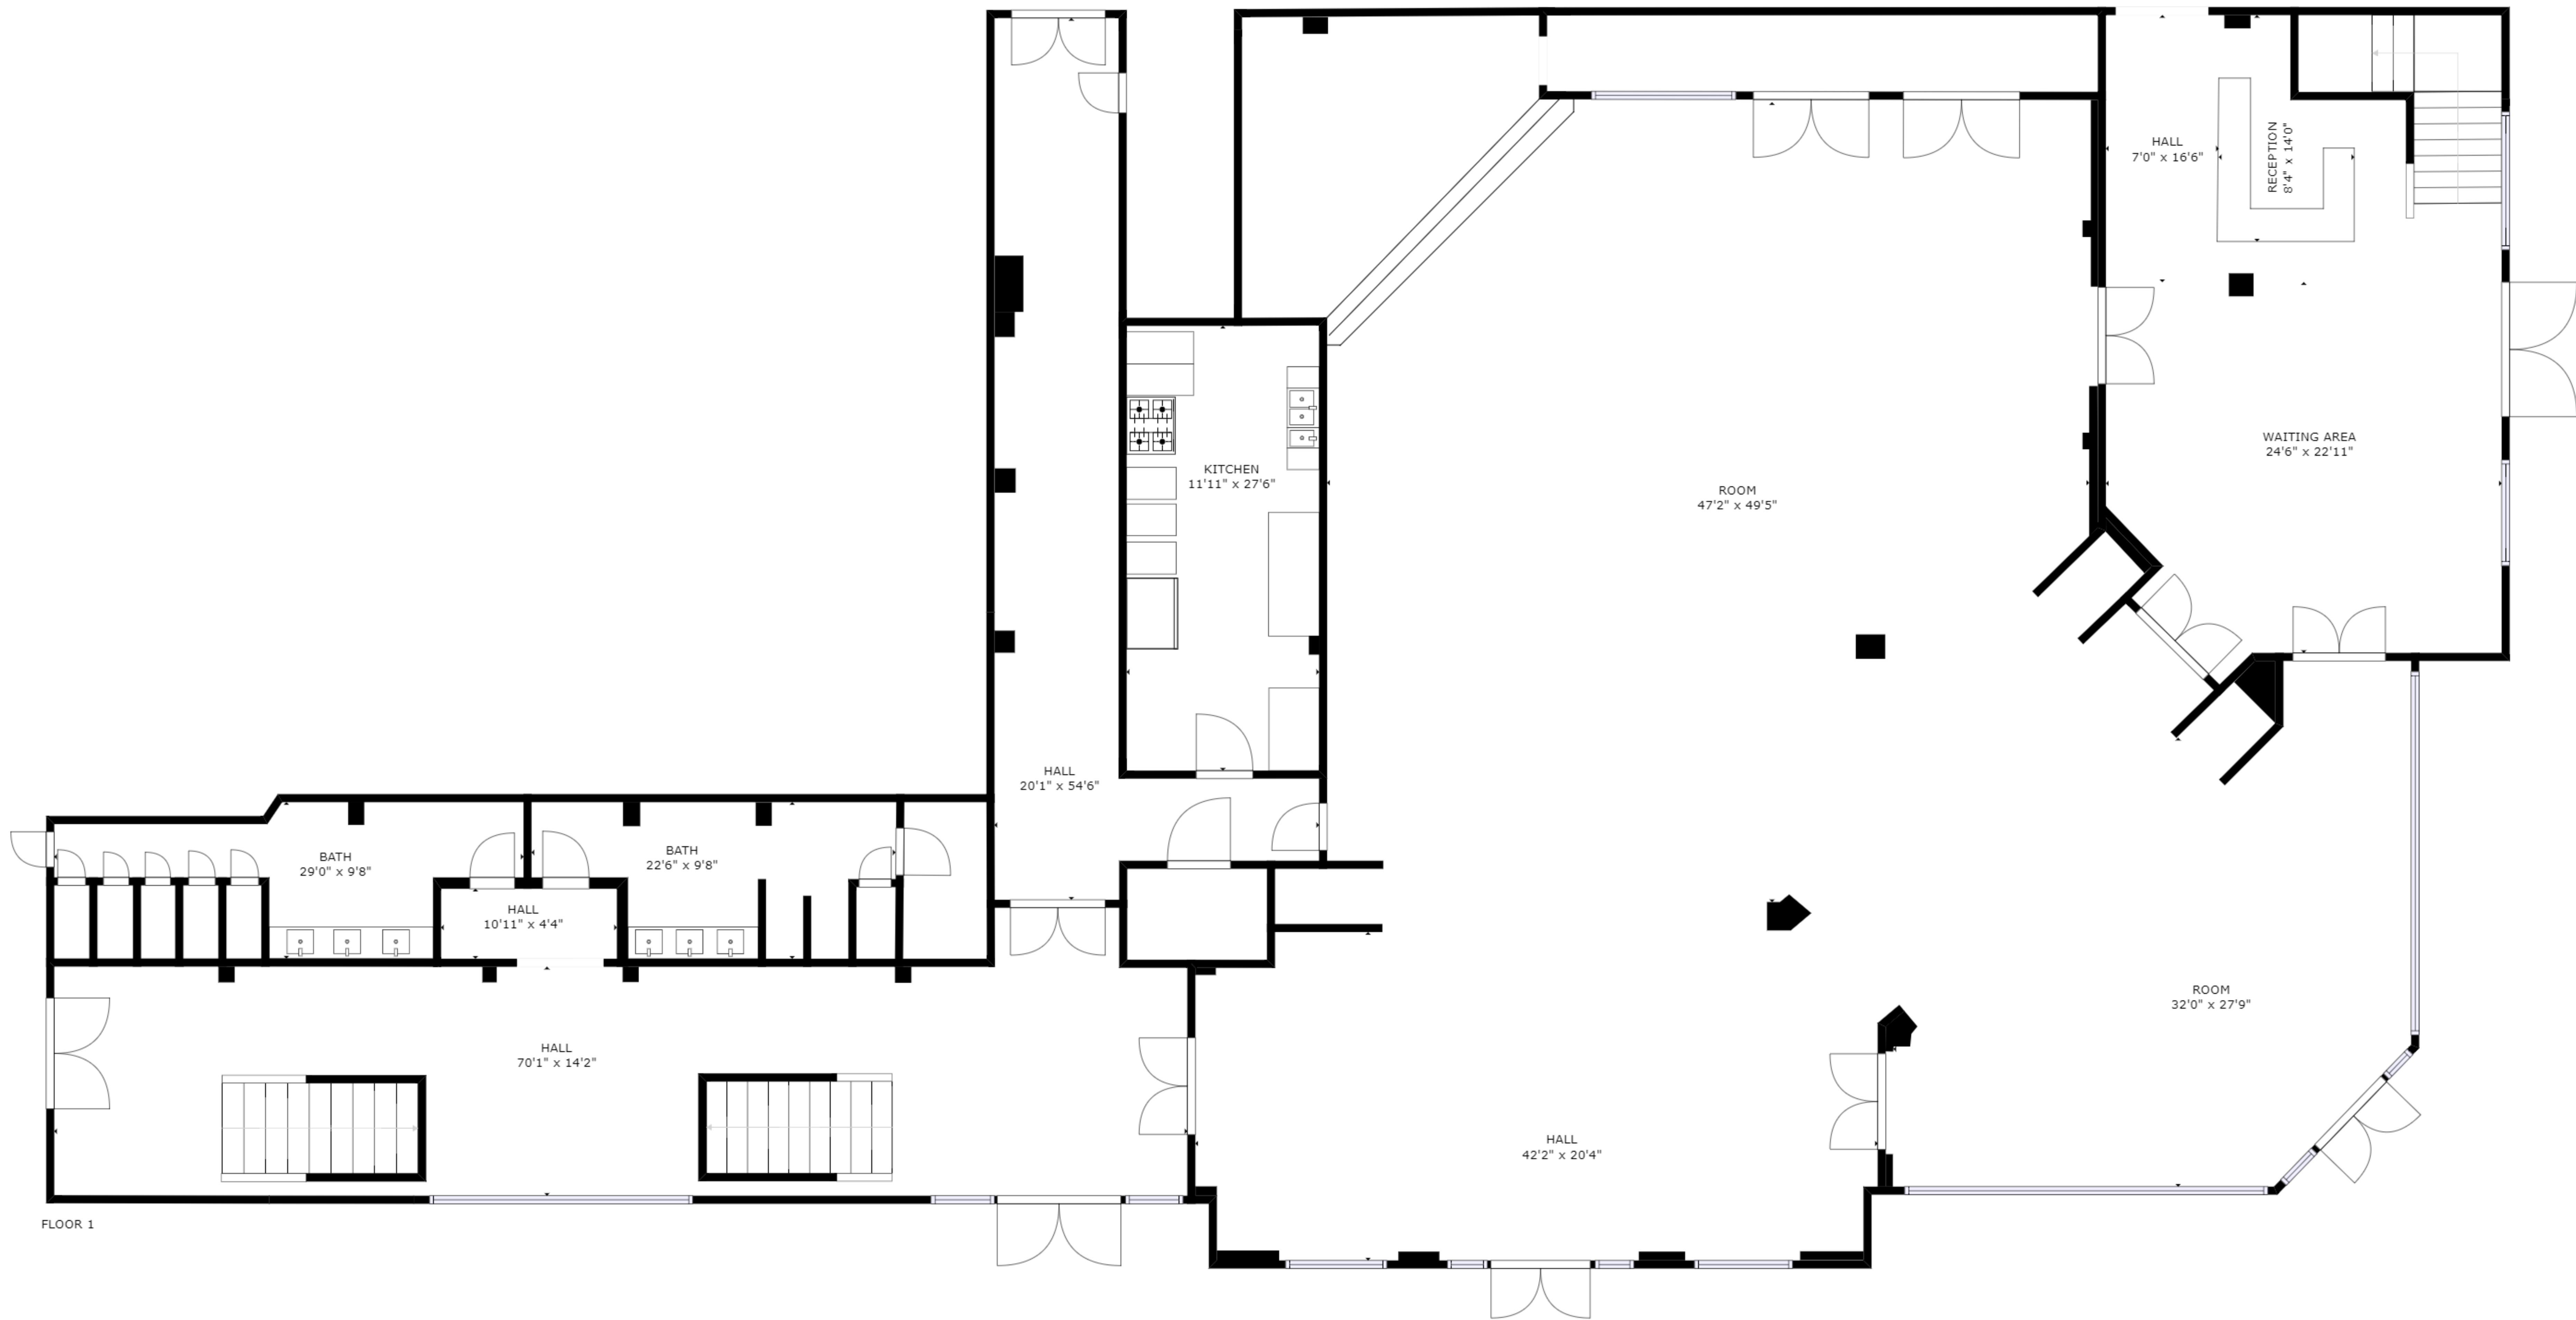 HALL
7'0" x 16'6"
RECEPTION
8'4" x 14'0"
WAITING AREA
24'6" x 22'11"
KITCHEN
11'11" x 27'6"
ROOM
47'2" x 49'5"
HALL
20'1" x 54'6"
BATH
29'0" x 9'8"
BATH
22'6" x 9'8"
HALL
10'11" x 4'4"
ROOM
32'0" x 27'9"
HALL
70'1" x 14'2"
HALL
42'2" x 20'4"
FLOOR 1